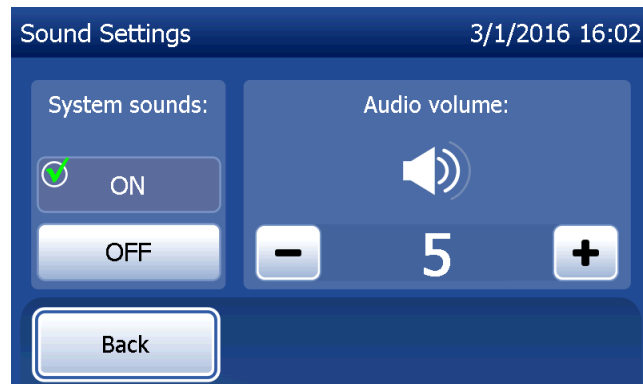 Sound Settings 3/1/2016 16:02
System sounds:
ON
OFF
Audio volume:
- 5 +
Back